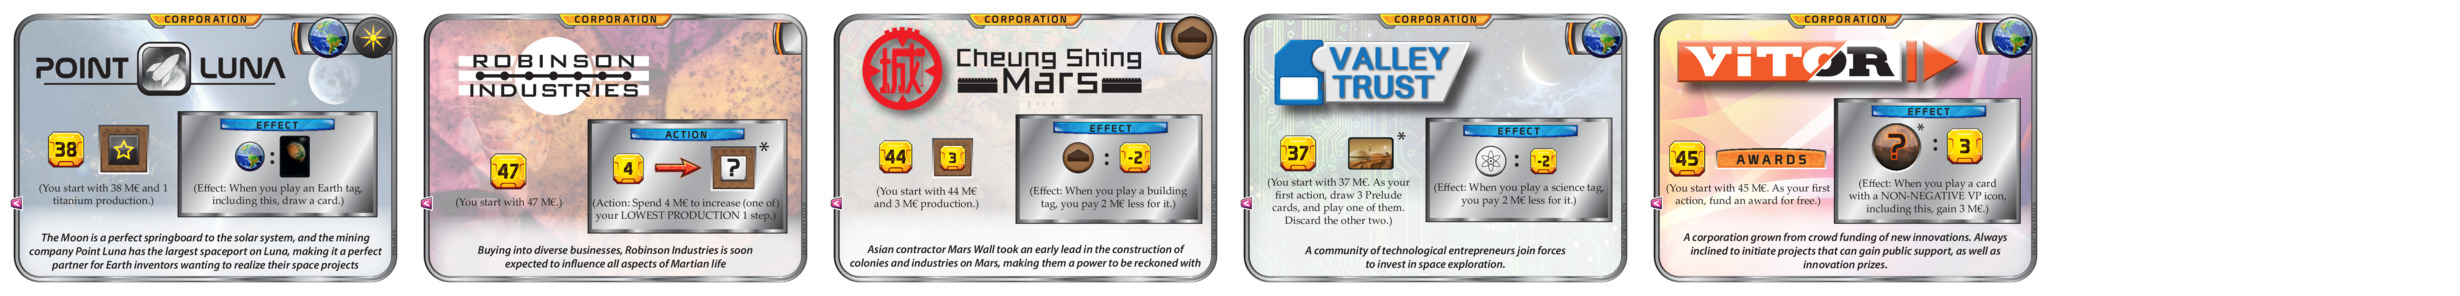 CORPORATION
POINT LUNA
38
EFFECT
:
(You start with 38 M€ and 1
titanium production.)
(Effect: When you play an Earth tag,
including this, draw a card.)
The Moon is a perfect springboard to the solar system, and the mining
company Point Luna has the largest spaceport on Luna, making it a perfect
partner for Earth inventors wanting to realize their space projects
CORPORATION
ROBINSON
INDUSTRIES
47
(You start with 47 M€.)
ACTION
4 ? *
(Action: Spend 4 M€ to increase (one of)
your LOWEST PRODUCTION 1 step.)
Buying into diverse businesses, Robinson Industries is soon
expected to influence all aspects of Martian life
CORPORATION
城
Cheung Shing
Mars
44 3
(You start with 44 M€
and 3 M€ production.)
EFFECT
: -2
(Effect: When you play a building
tag, you pay 2 M€ less for it.)
Asian contractor Mars Wall took an early lead in the construction of
colonies and industries on Mars, making them a power to be reckoned with
CORPORATION
VALLEY
TRUST
37 *
(You start with 37 M€. As your
first action, draw 3 Prelude
cards, and play one of them.
Discard the other two.)
EFFECT
: -2
(Effect: When you play a science tag,
you pay 2 M€ less for it.)
A community of technological entrepreneurs join forces
to invest in space exploration.
CORPORATION
ViTOR
45 AWARDS
(You start with 45 M€. As your first
action, fund an award for free.)
EFFECT
? * : 3
(Effect: When you play a card
with a NON-NEGATIVE VP icon,
including this, gain 3 M€.)
A corporation grown from crowd funding of new innovations. Always
inclined to initiate projects that can gain public support, as well as
innovation prizes.